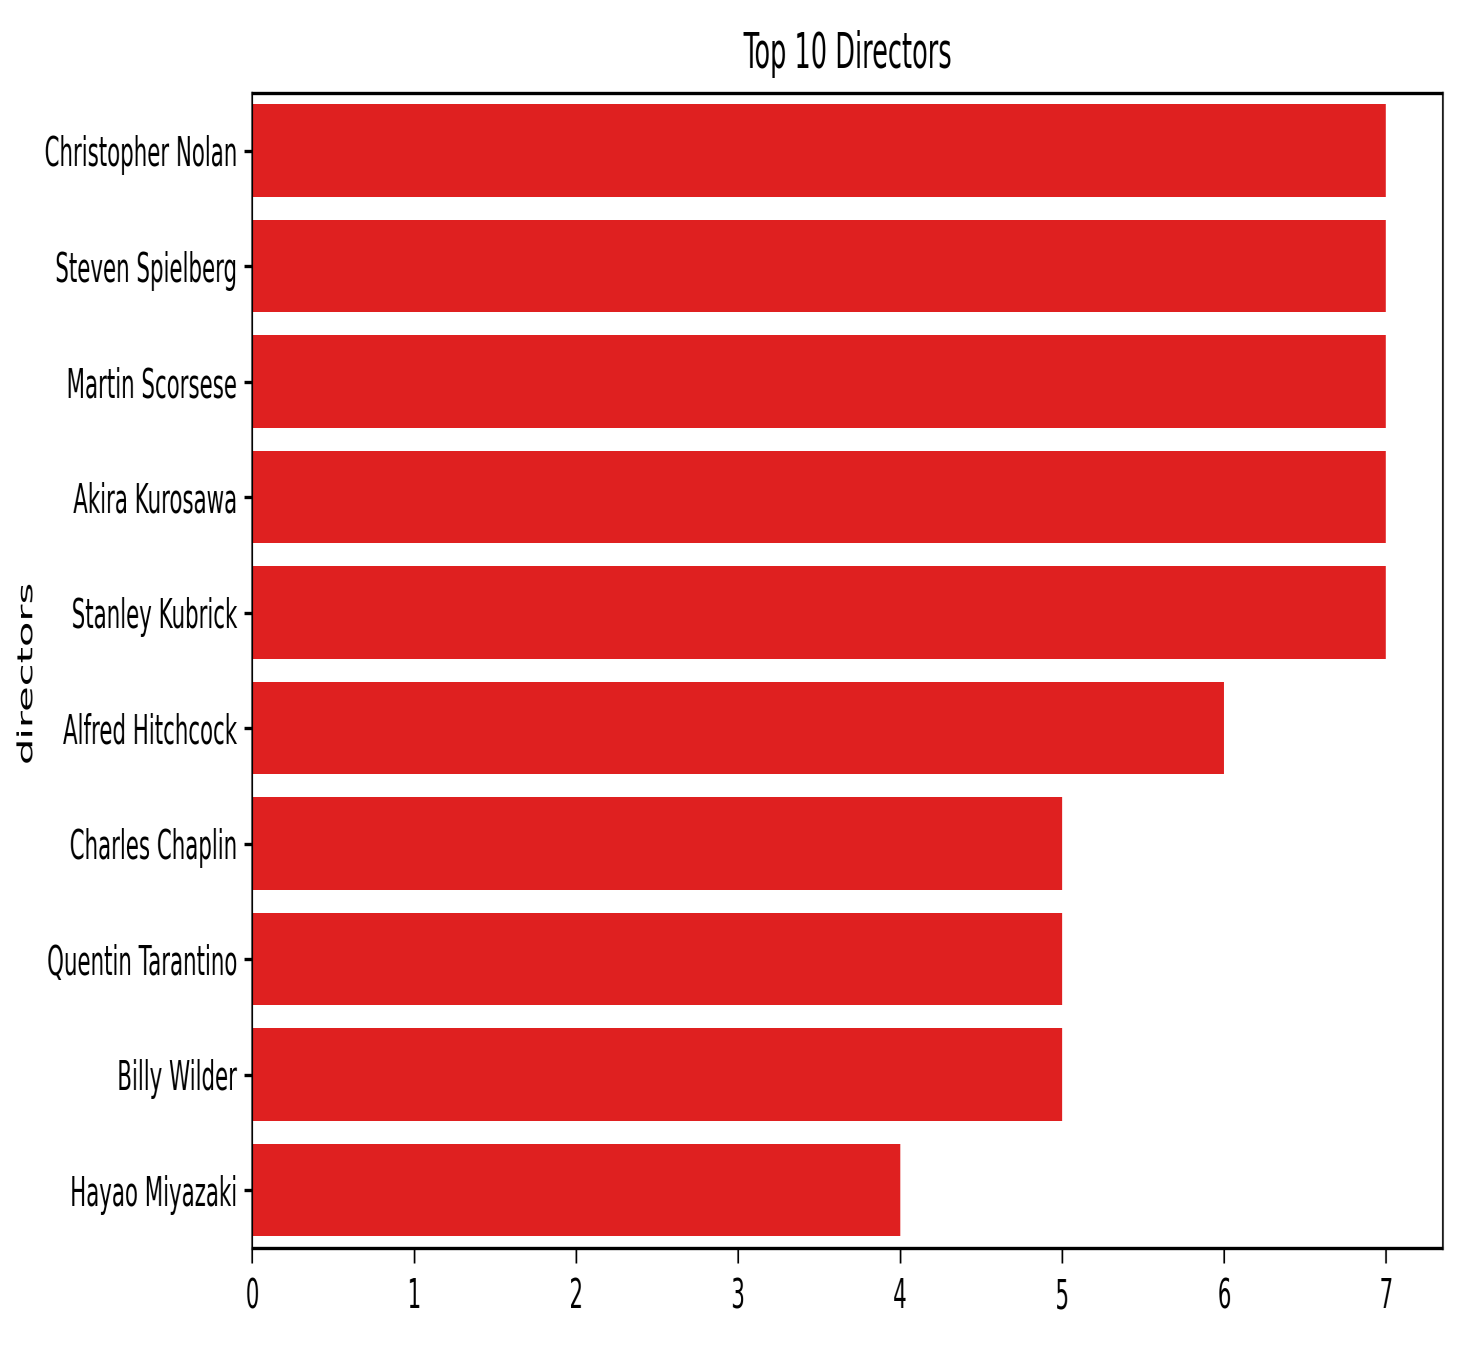 Top 10 Directors
Christopher Nolan
Steven Spielberg
Martin Scorsese
Akira Kurosawa
Stanley Kubrick
Alfred Hitchcock
Charles Chaplin
Quentin Tarantino
Billy Wilder
Hayao Miyazaki
directors
0 1 2 3 4 5 6 7